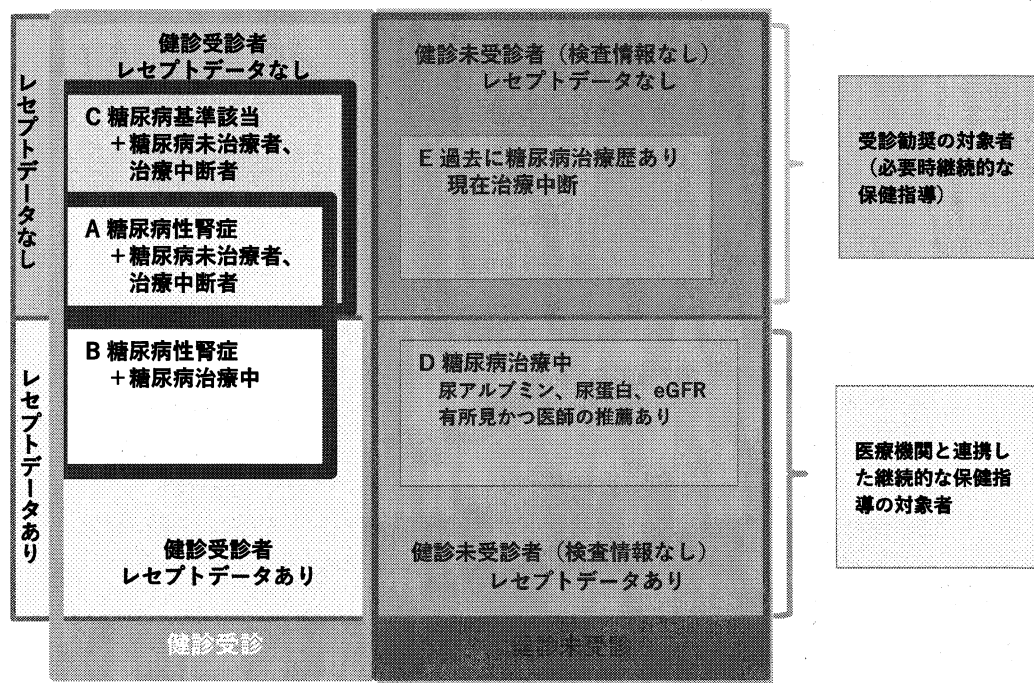 レセプトデータなし
健診受診者
レセプトデータなし
C 糖尿病基準該当
＋糖尿病未治療者、
治療中断者
A 糖尿病性腎症
＋糖尿病未治療者、
治療中断者
健診未受診者（検査情報なし）
レセプトデータなし
E 過去に糖尿病治療歴あり
現在治療中断
受診勧奨の対象者
（必要時継続的な
保健指導）
レセプトデータあり
B 糖尿病性腎症
＋糖尿病治療中
健診受診者
レセプトデータあり
D 糖尿病治療中
尿アルブミン、尿蛋白、eGFR
有所見かつ医師の推薦あり
健診未受診者（検査情報なし）
レセプトデータあり
医療機関と連携し
た継続的な保健指
導の対象者
健診受診
健診未受診